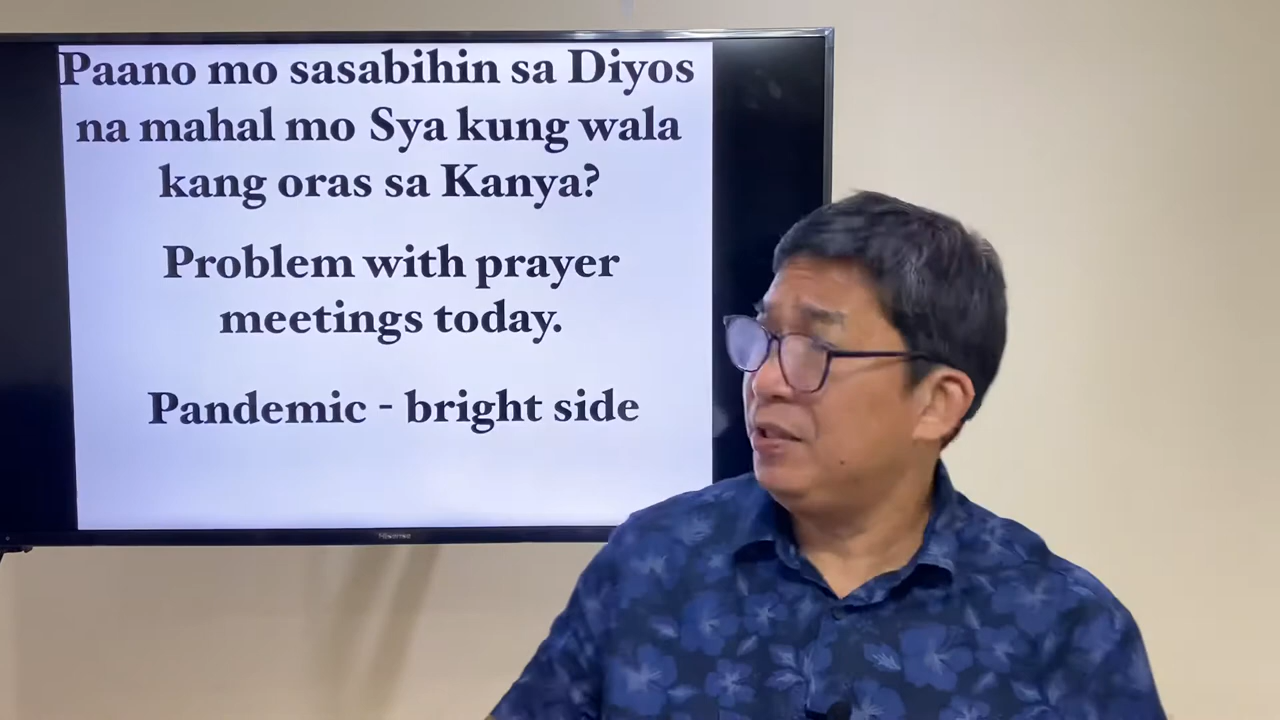 Paano mo sasabihin sa Diyos
na mahal mo Sya kung wala
kang oras sa Kanya?
Problem with prayer
meetings today.
Pandemic - bright side
Hisense